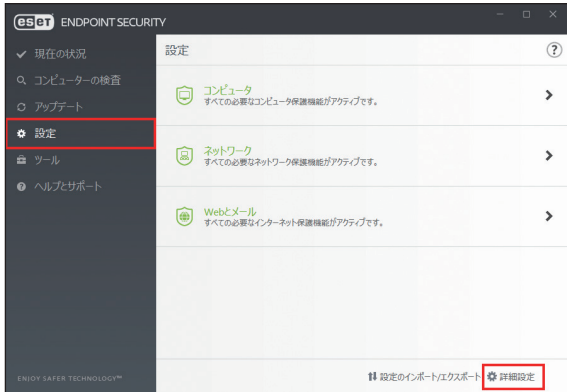 eset ENDPOINT SECURITY
現在の状況
コンピューターの検査
アップデート
設定
ツール
ヘルプとサポート
ENJOY SAFER TECHNOLOGY™
設定
?
コンピュータ
すべての必要なコンピュータ保護機能がアクティブです。
ネットワーク
すべての必要なネットワーク保護機能がアクティブです。
Webとメール
すべての必要なインターネット保護機能がアクティブです。
設定のインポート/エクスポート
詳細設定